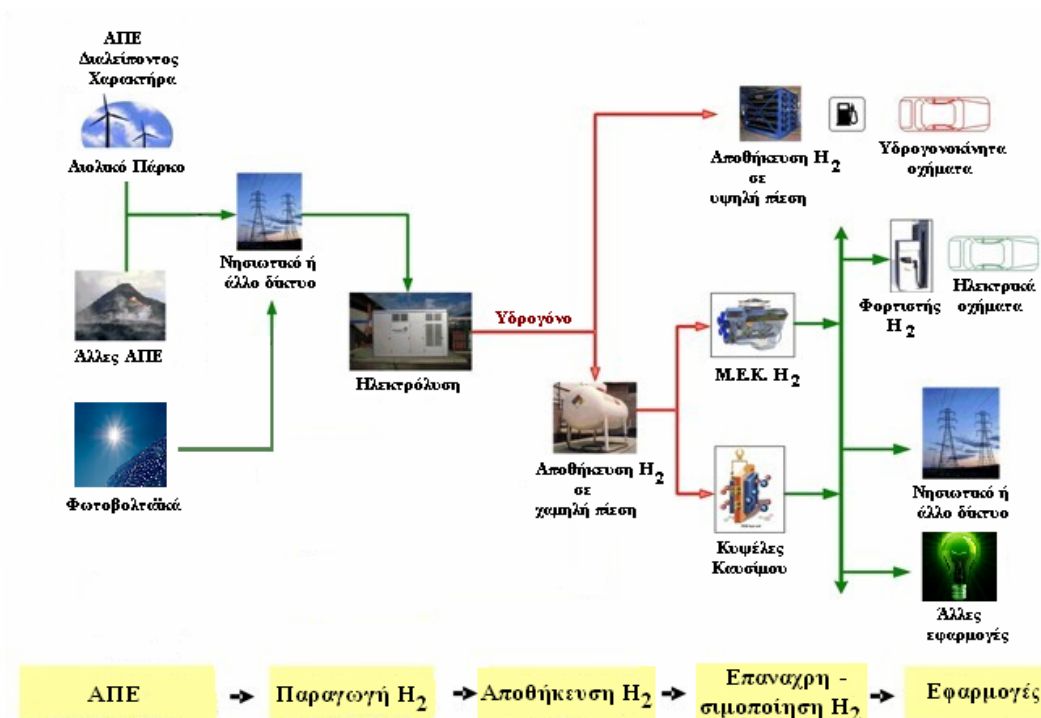 ΑΠΕ
Διαλείποντος
Χαρακτήρα
Αιολικό Πάρκο
Άλλες ΑΠΕ
Φωτοβολταϊκά
Νησιωτικό ή
άλλο δίκτυο
Ηλεκτρόλυση
Υδρογόνο
Αποθήκευση H2
σε
υψηλή πίεση
Υδρογονοκίνητα
οχήματα
Αποθήκευση H2
σε
χαμηλή πίεση
Μ.Ε.Κ. H2
Κυψέλες
Καυσίμου
Φορτιστής
H2
Ηλεκτρικά
οχήματα
Νησιωτικό ή
άλλο δίκτυο
Άλλες
εφαρμογές
ΑΠΕ
Παραγωγή H2
Αποθήκευση H2
Επαναχρη -
σιμοποίηση H2
Εφαρμογές